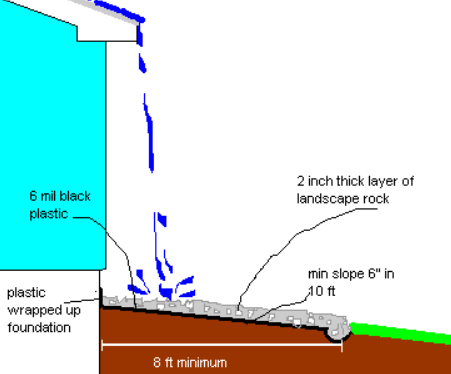 6 mil black
plastic
2 inch thick layer of
landscape rock
min slope 6" in
10 ft
plastic
wrapped up
foundation
8 ft minimum